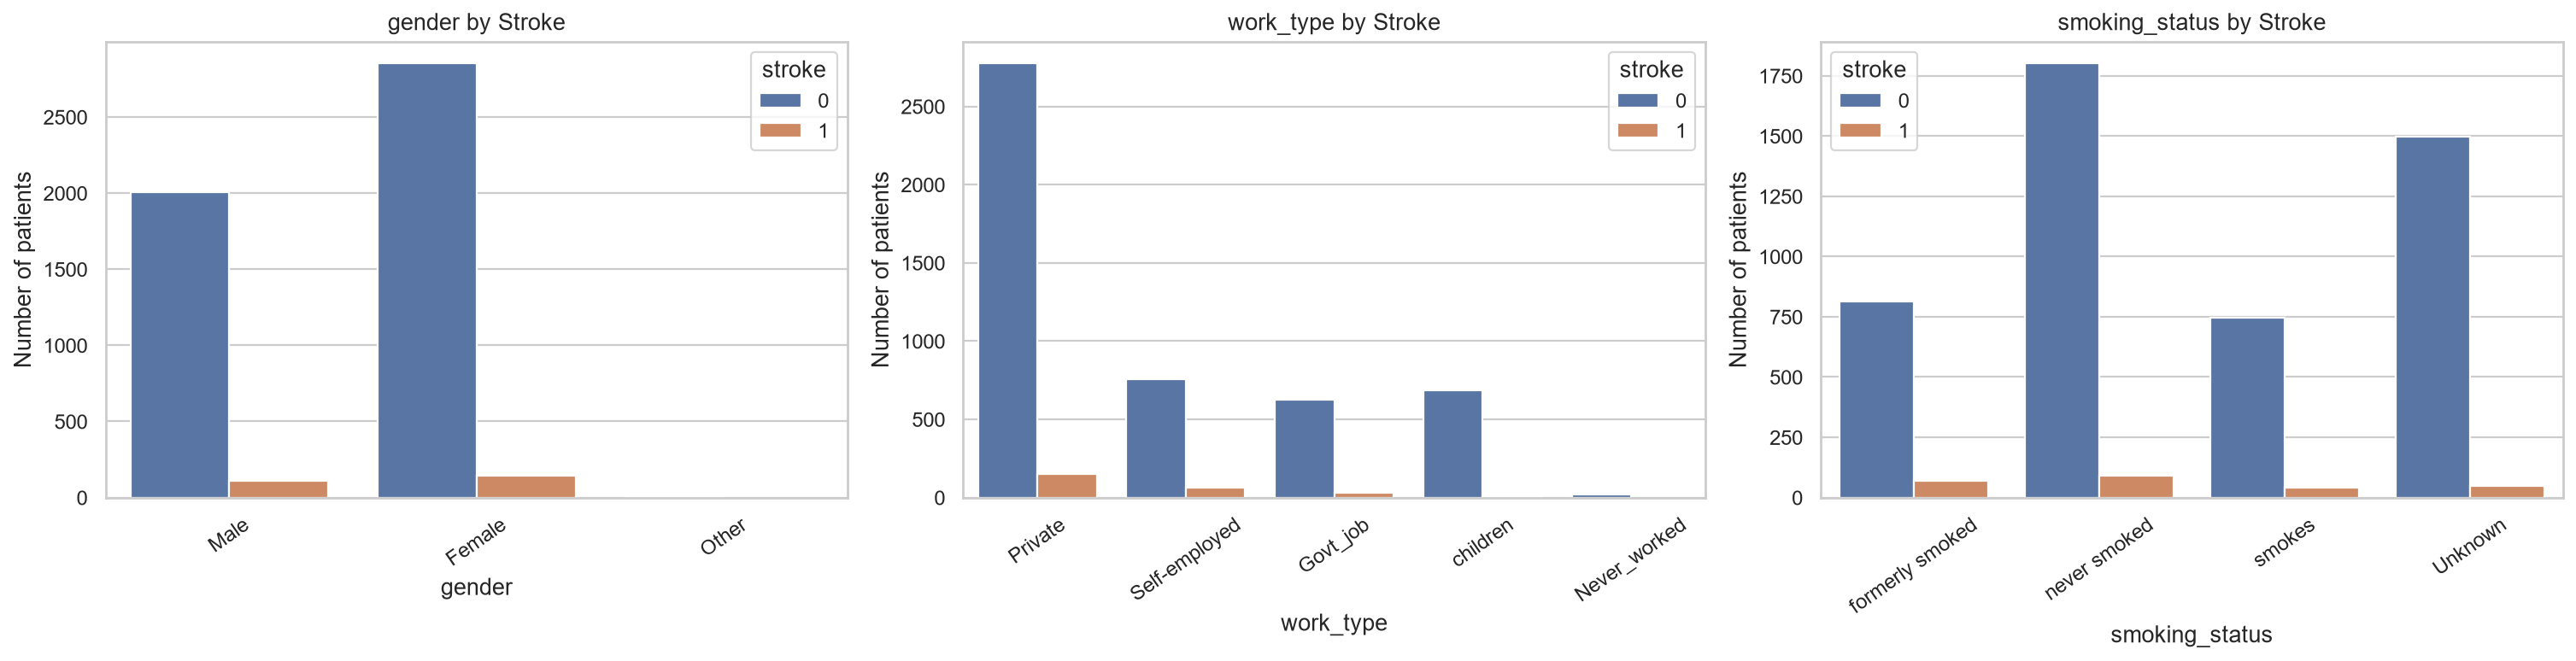 gender by Stroke
stroke
0
1
Number of patients
2500
2000
1500
1000
500
0
Male
Female
Other
gender
work_type by Stroke
stroke
0
1
Number of patients
2500
2000
1500
1000
500
0
Private
Self-employed
Govt_job
children
Never_worked
work_type
smoking_status by Stroke
stroke
0
1
Number of patients
1750
1500
1250
1000
750
500
250
0
formerly smoked
never smoked
smokes
Unknown
smoking_status